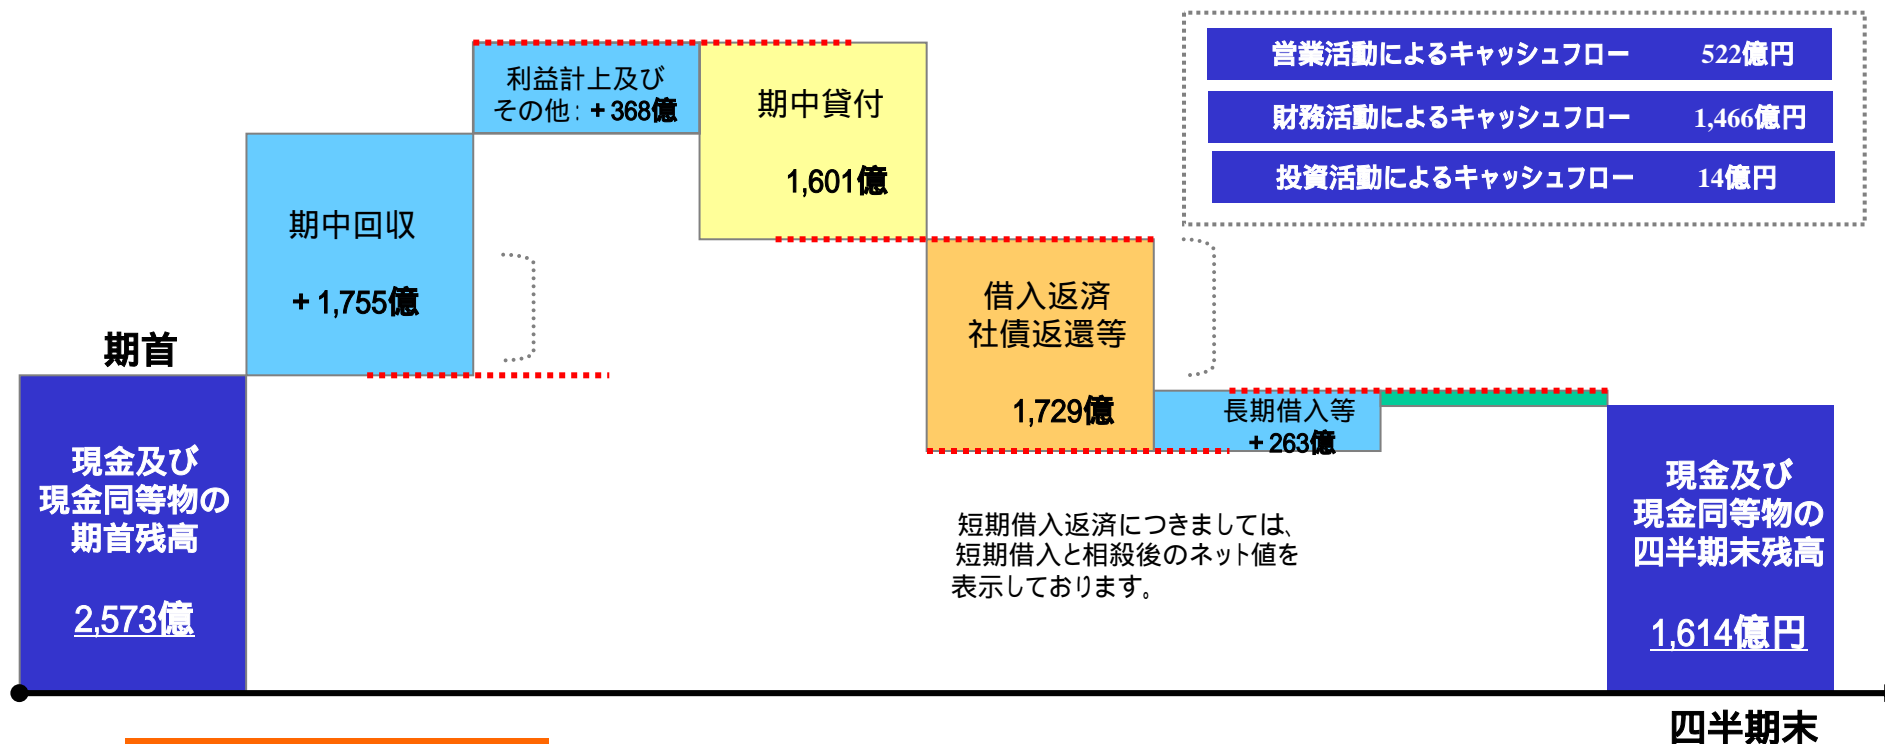 営業活動によるキャッシュフロー 522億円
財務活動によるキャッシュフロー 1,466億円
投資活動によるキャッシュフロー 14億円
利益計上及び
その他：+368億
期中貸付
1,601億
期中回収
+1,755億
借入返済
社債返還等
1,729億
長期借入等
+263億
期首
現金及び
現金同等物の
期首残高
2,573億
現金及び
現金同等物の
四半期末残高
1,614億円
短期借入返済につきましては、
短期借入と相殺後のネット値を
表示しております。
四半期末